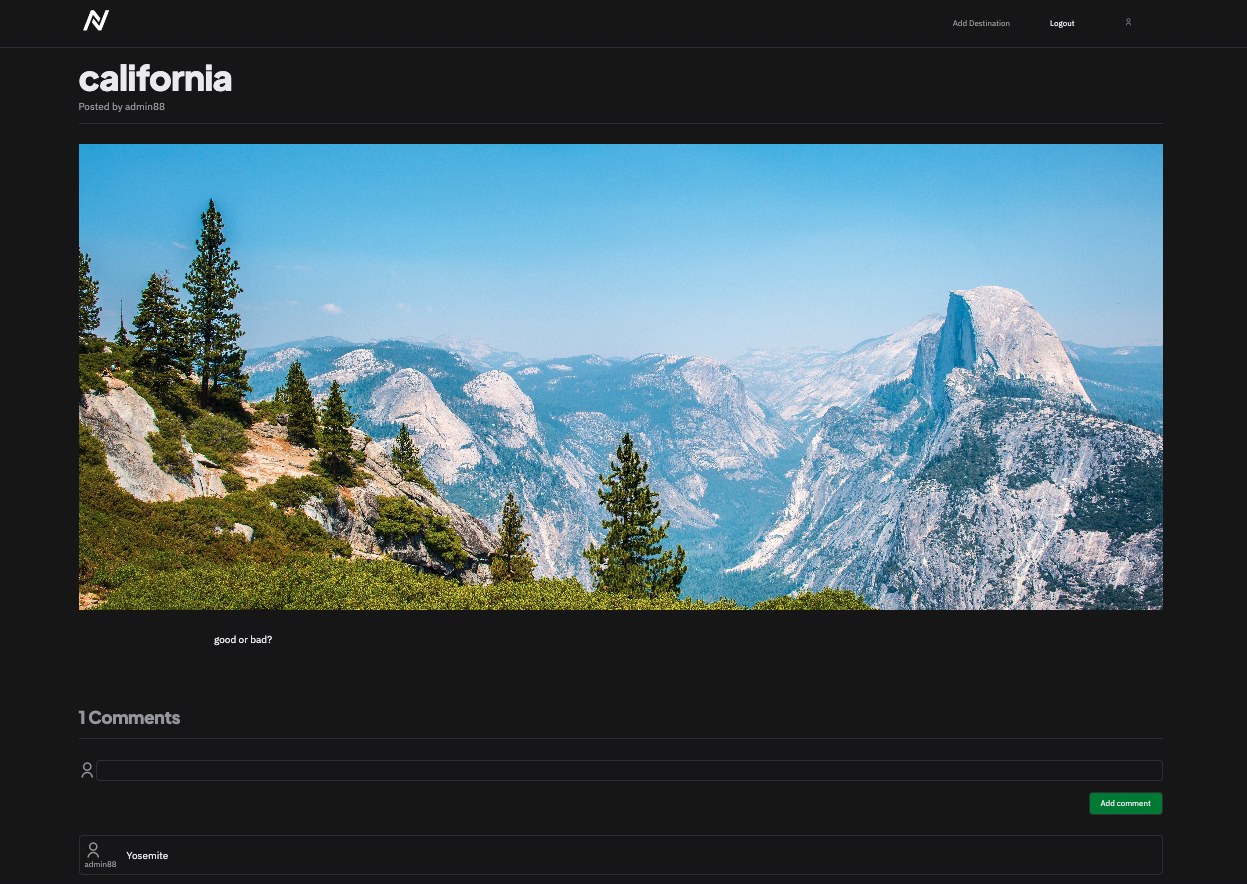 Add Destination Logout
california
Posted by admin88
good or bad?
1 Comments
Add comment
admin88 Yosemite